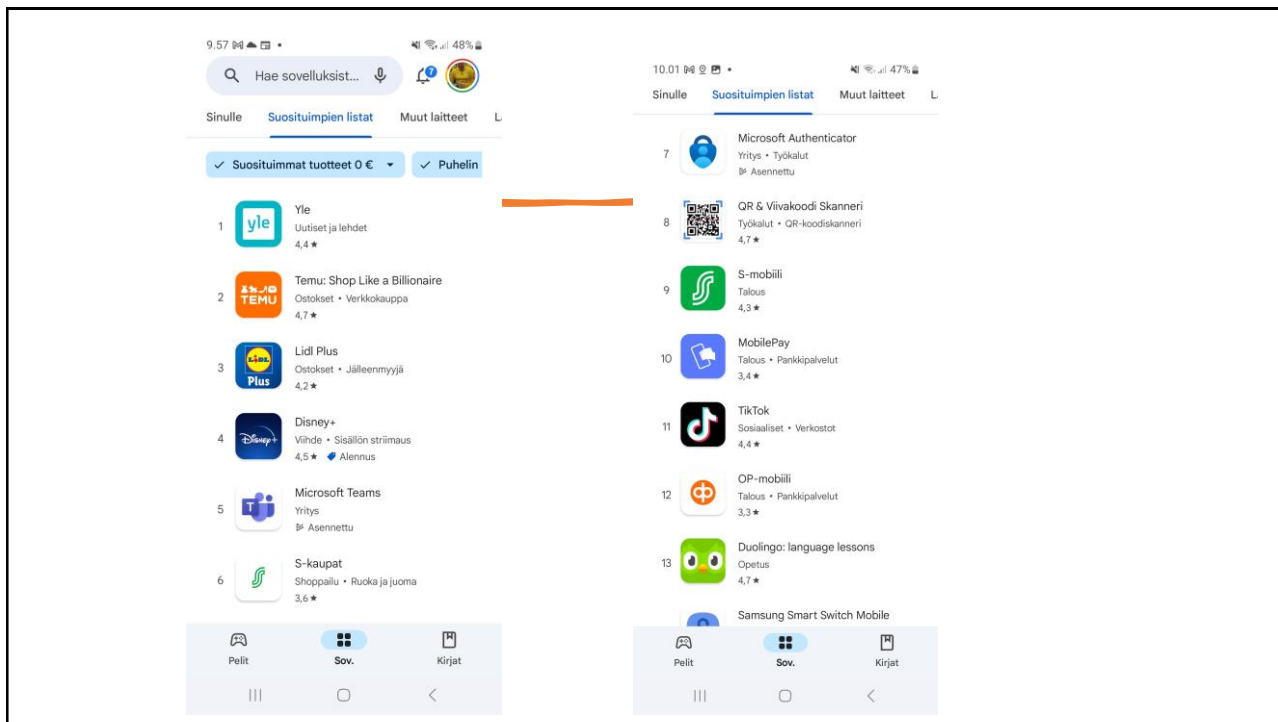 9.57
48%
Hae sovelluksist...
7
Sinulle Suosituimpien listat Muut laitteet L
Suosituimmat tuotteet 0 € Puhelin
1
yle
Yle
Uutiset ja lehdet
4,4 ★
2
TEMU
Temu: Shop Like a Billionaire
Ostokset • Verkkokauppa
4,7 ★
3
LIDL
Plus
Lidl Plus
Ostokset • Jälleenmyyjä
4,2 ★
4
Disney+
Disney+
Viihde • Sisällön striimaus
4,5 ★ Alennus
5
T
Microsoft Teams
Yritys
Asennettu
6
S-kaupat
Shoppailu • Ruoka ja juoma
3,6 ★
Pelit Sov. Kirjat
10.01
47%
Sinulle Suosituimpien listat Muut laitteet L
7
Microsoft Authenticator
Yritys • Työkalut
Asennettu
8
QR & Viivakoodi Skanneri
Työkalut • QR-koodiskanneri
4,7 ★
9
S-mobiili
Talous
4,3 ★
10
MobilePay
Talous • Pankkipalvelut
3,4 ★
11
TikTok
Sosiaaliset • Verkostot
4,4 ★
12
OP-mobiili
Talous • Pankkipalvelut
3,3 ★
13
Duolingo: language lessons
Opetus
4,7 ★
Samsung Smart Switch Mobile
Pelit Sov. Kirjat